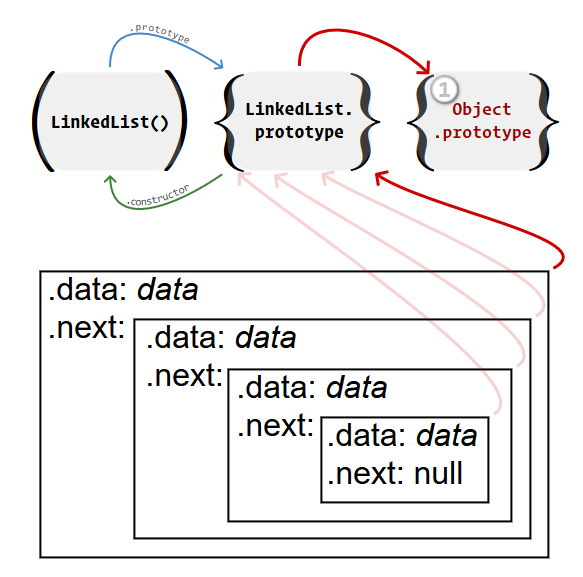 .prototype
LinkedList()
LinkedList.
prototype
1
Object
.prototype
.constructor
.data: data
.next:
.data: data
.next:
.data: data
.next:
.data: data
.next: null